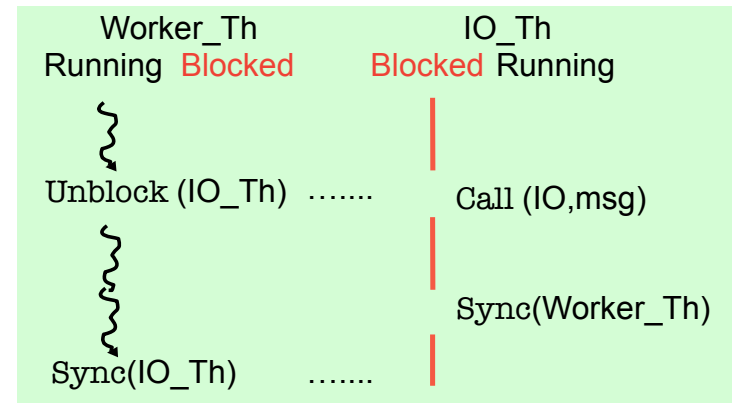 Worker_Th IO_Th
Running Blocked Blocked Running
Unblock (IO_Th) ....... Call (IO,msg)
Sync(Worker_Th)
Sync(IO_Th) .......